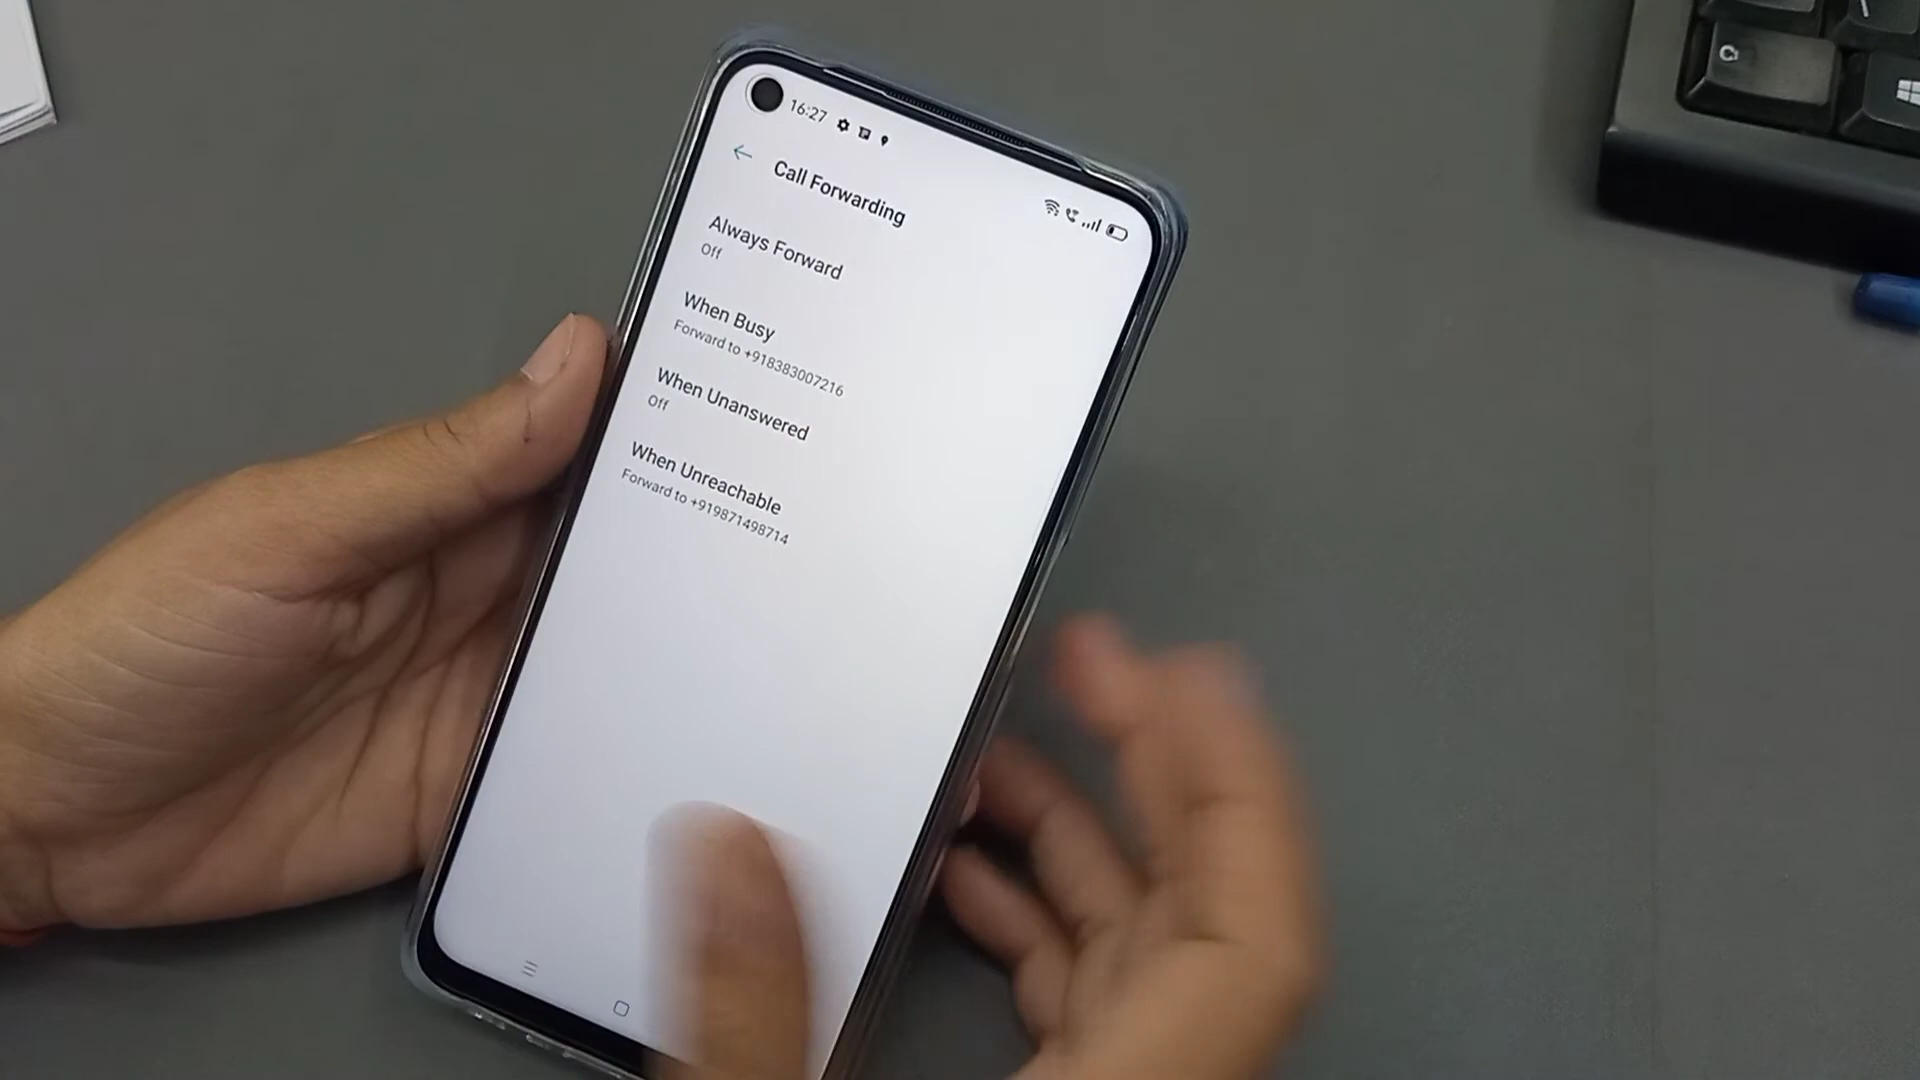 16:27
Call Forwarding
Always Forward
Off
When Busy
Forward to +918383007216
When Unanswered
Off
When Unreachable
Forward to +919871498714